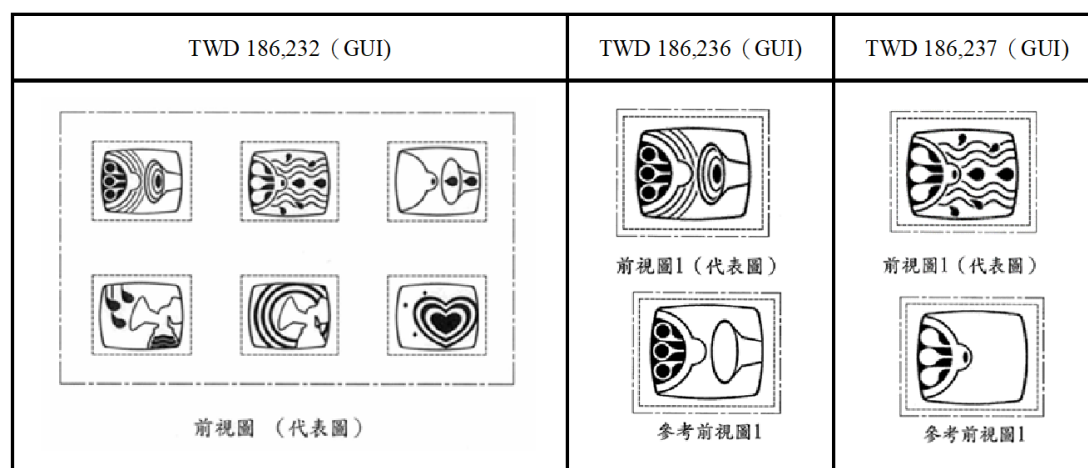 TWD 186,232（GUI)
TWD 186,236（GUI)
TWD 186,237（GUI)
前視圖 （代表圖）
前視圖1（代表圖）
參考前視圖1
前視圖1（代表圖）
參考前視圖1